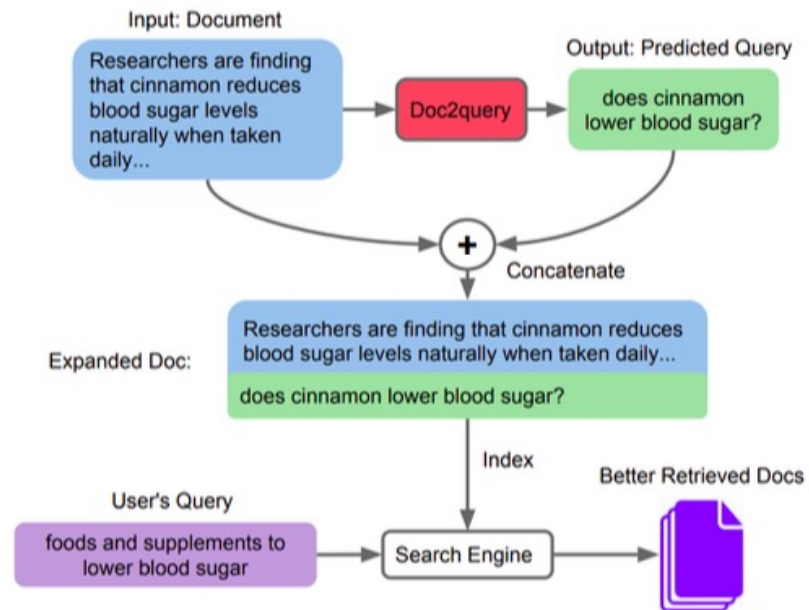 Input: Document
Researchers are finding
that cinnamon reduces
blood sugar levels
naturally when taken
daily...
Doc2query
Output: Predicted Query
does cinnamon
lower blood sugar?
+
Concatenate
Expanded Doc:
Researchers are finding that cinnamon reduces
blood sugar levels naturally when taken daily...
does cinnamon lower blood sugar?
Index
User's Query
foods and supplements to
lower blood sugar
Search Engine
Better Retrieved Docs